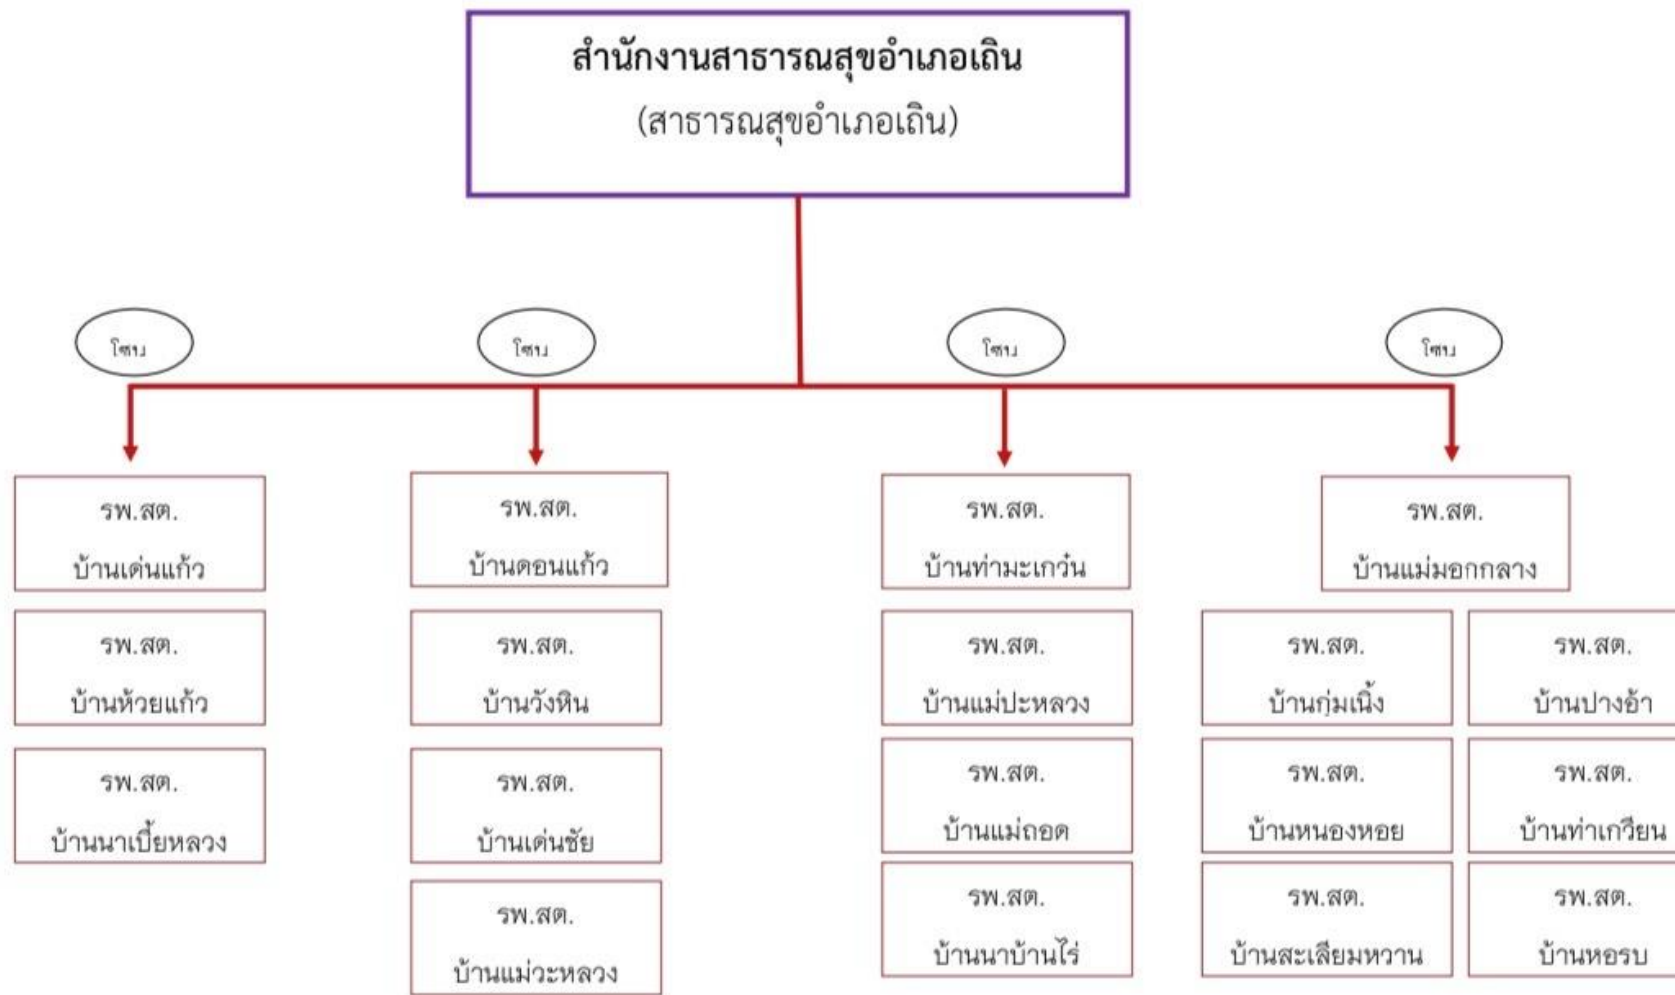 สำนักงานสาธารณสุขอำเภอเถิน
(สาธารณสุขอำเภอเถิน)
โซน
โซน
โซน
โซน
รพ.สต.
บ้านเด่นแก้ว
รพ.สต.
บ้านห้วยแก้ว
รพ.สต.
บ้านนาเบี้ยหลวง
รพ.สต.
บ้านดอนแก้ว
รพ.สต.
บ้านวังหิน
รพ.สต.
บ้านเด่นชัย
รพ.สต.
บ้านแม่วะหลวง
รพ.สต.
บ้านท่ามะเกว๋น
รพ.สต.
บ้านแม่ปะหลวง
รพ.สต.
บ้านแม่ถอด
รพ.สต.
บ้านนาบ้านไร่
รพ.สต.
บ้านแม่มอกกลาง
รพ.สต.
บ้านกุ่มเนิ้ง
รพ.สต.
บ้านหนองหอย
รพ.สต.
บ้านสะเลียมหวาน
รพ.สต.
บ้านปางอ้า
รพ.สต.
บ้านท่าเกวียน
รพ.สต.
บ้านหอรบ